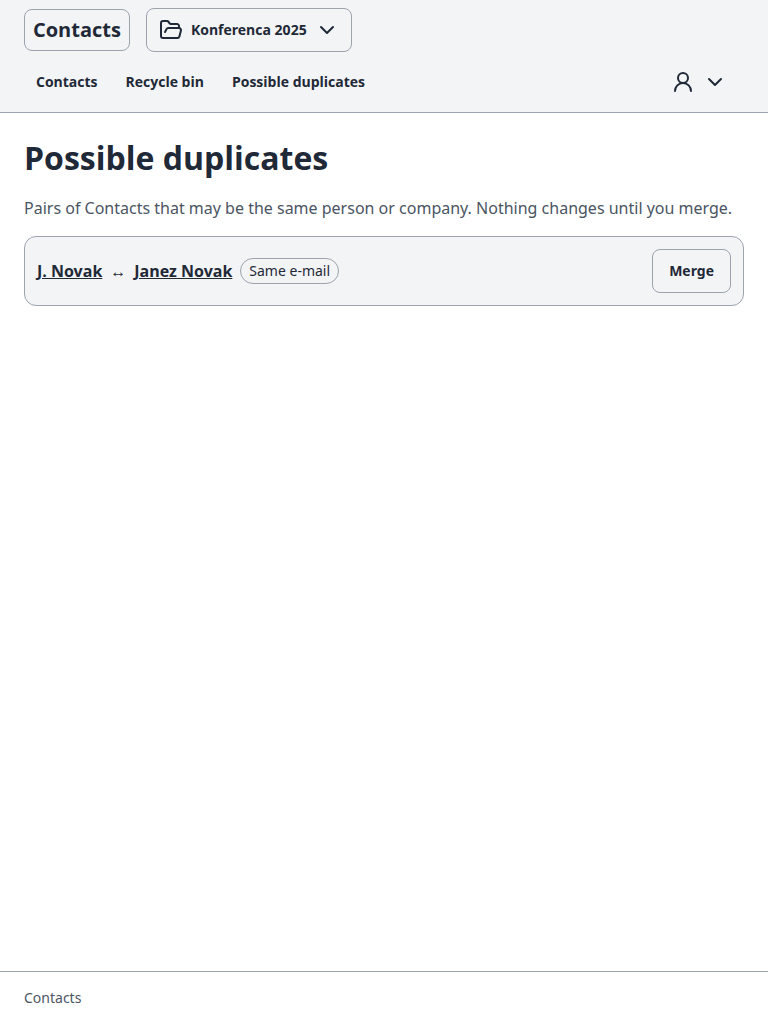 Contacts
Konferenca 2025
Contacts Recycle bin Possible duplicates
Possible duplicates
Pairs of Contacts that may be the same person or company. Nothing changes until you merge.
J. Novak ↔ Janez Novak Same e-mail Merge
Contacts